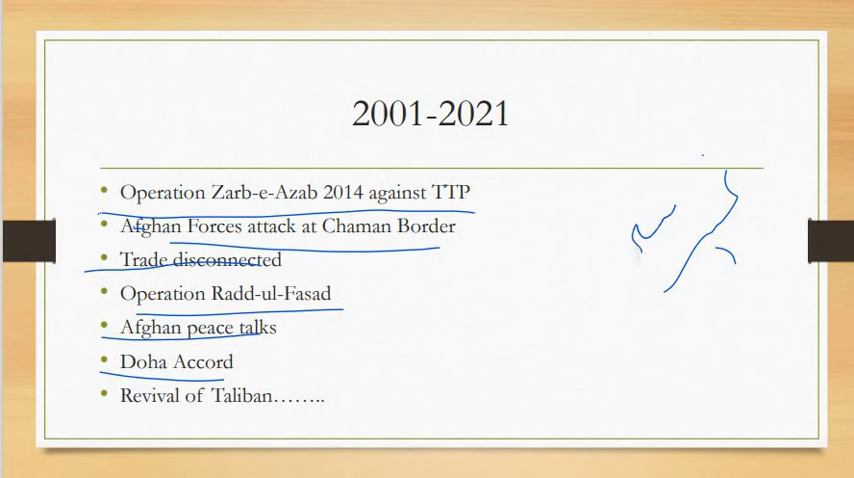 2001-2021
• Operation Zarb-e-Azab 2014 against TTP
• Afghan Forces attack at Chaman Border
• Trade disconnected
• Operation Radd-ul-Fasad
• Afghan peace talks
• Doha Accord
• Revival of Taliban……..